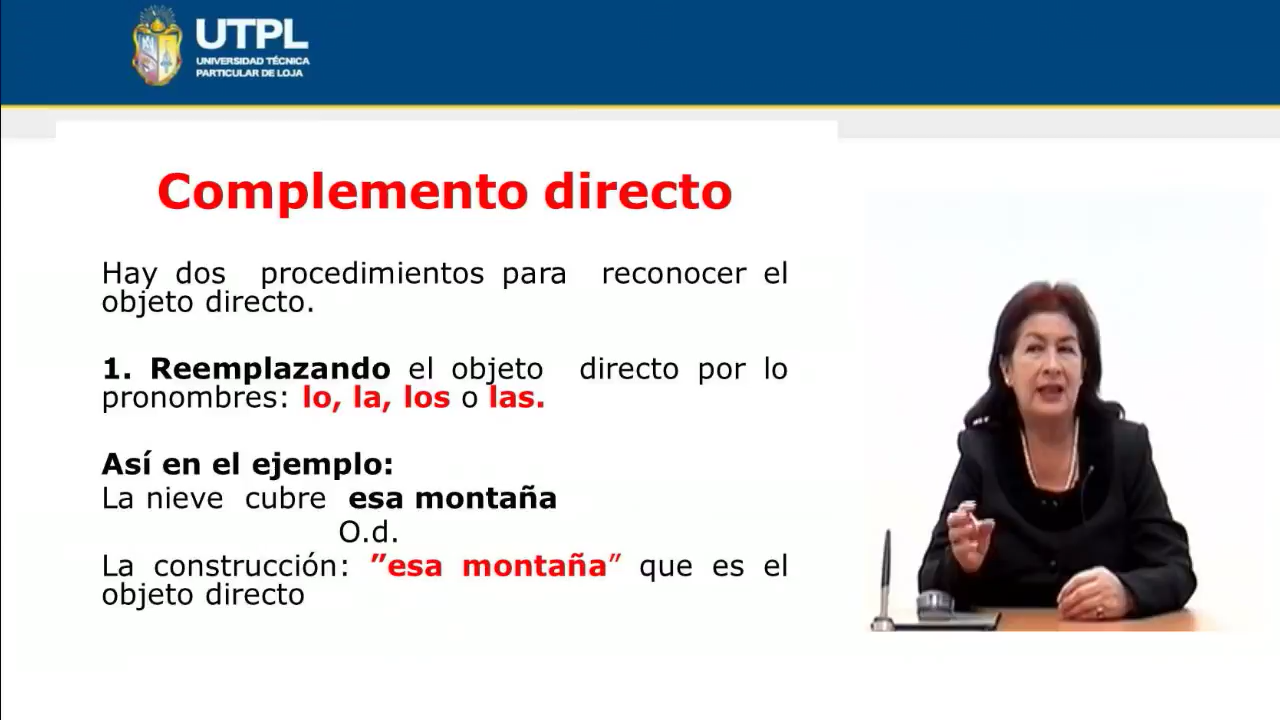 UTPL
UNIVERSIDAD TÉCNICA
PARTICULAR DE LOJA
Complemento directo
Hay dos procedimientos para reconocer el
objeto directo.
1. Reemplazando el objeto directo por lo
pronombres: lo, la, los o las.
Así en el ejemplo:
La nieve cubre esa montaña
O.d.
La construcción: ”esa montaña” que es el
objeto directo